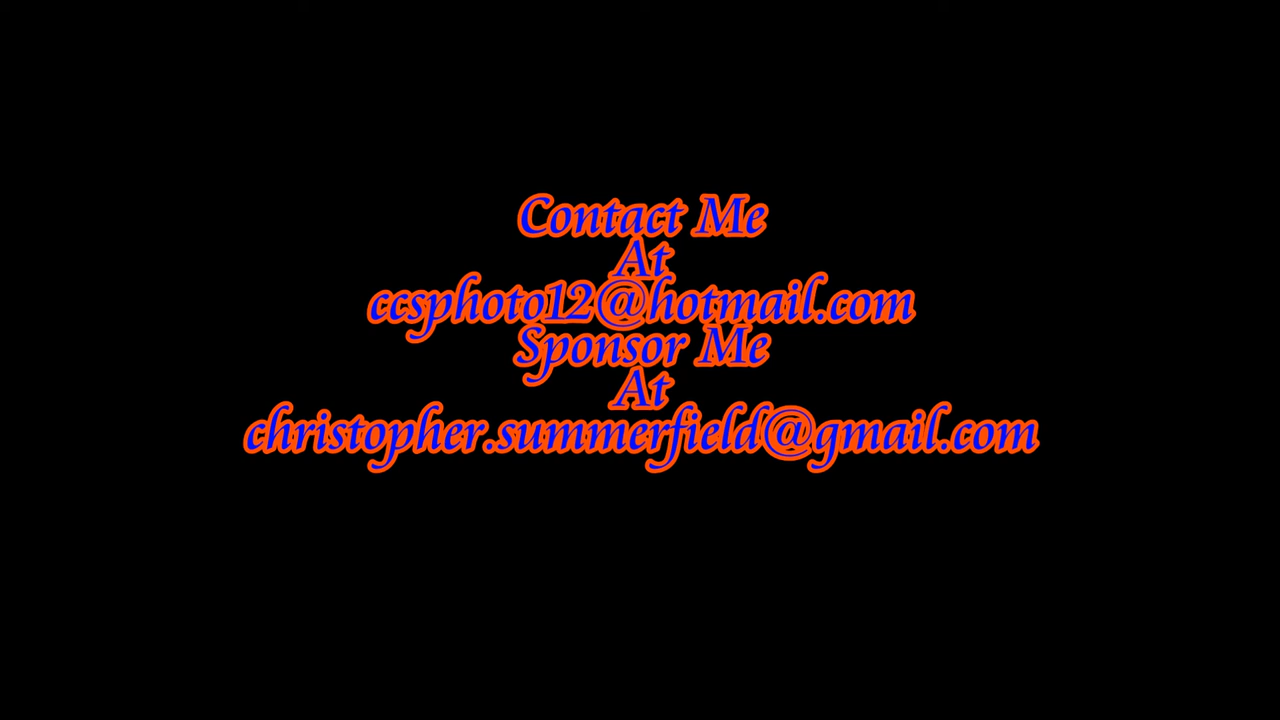 Contact Me
At
ccsphoto12@hotmail.com
Sponsor Me
At
christopher.summerfield@gmail.com